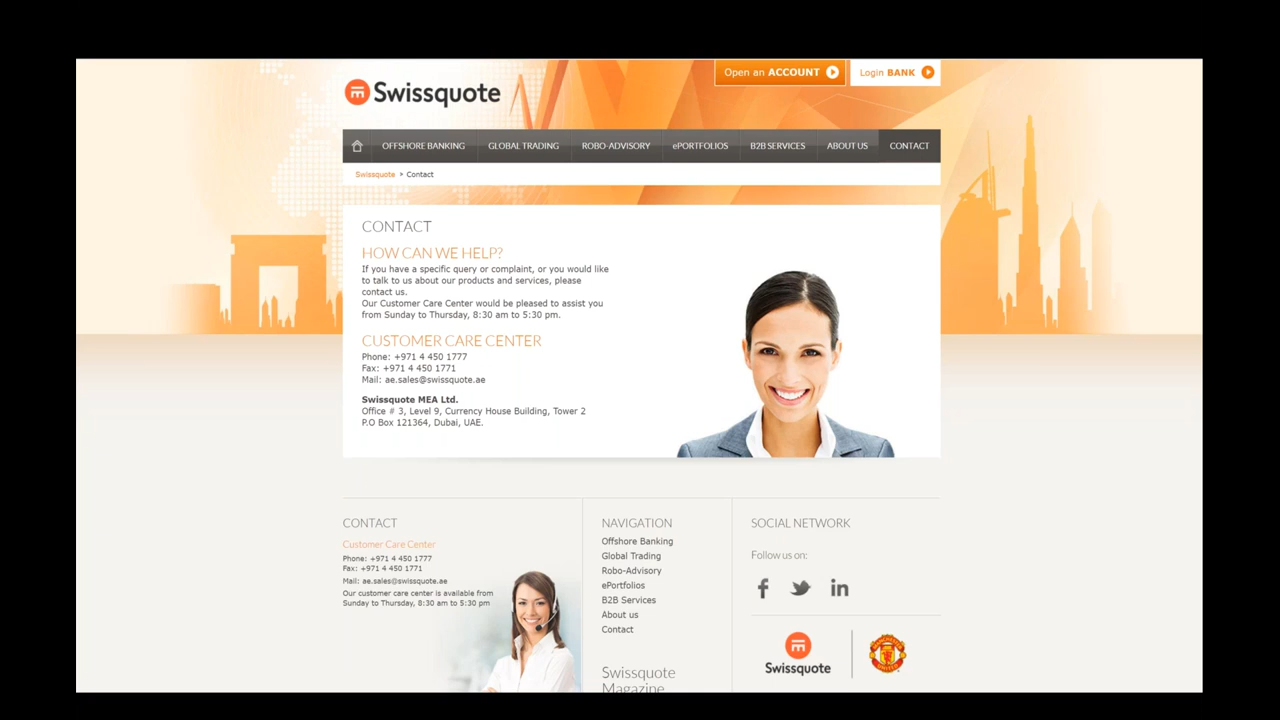 Swissquote
Open an ACCOUNT
Login BANK
OFFSHORE BANKING
GLOBAL TRADING
ROBO-ADVISORY
ePORTFOLIOS
B2B SERVICES
ABOUT US
CONTACT
Swissquote > Contact
CONTACT
HOW CAN WE HELP?
If you have a specific query or complaint, or you would like
to talk to us about our products and services, please
contact us.
Our Customer Care Center would be pleased to assist you
from Sunday to Thursday, 8:30 am to 5:30 pm.
CUSTOMER CARE CENTER
Phone: +971 4 450 1777
Fax: +971 4 450 1771
Mail: ae.sales@swissquote.ae
Swissquote MEA Ltd.
Office # 3, Level 9, Currency House Building, Tower 2
P.O Box 121364, Dubai, UAE.
CONTACT
Customer Care Center
Phone: +971 4 450 1777
Fax: +971 4 450 1771
Mail: ae.sales@swissquote.ae
Our customer care center is available from
Sunday to Thursday, 8:30 am to 5:30 pm
NAVIGATION
Offshore Banking
Global Trading
Robo-Advisory
ePortfolios
B2B Services
About us
Contact
Swissquote
Magazine
SOCIAL NETWORK
Follow us on:
Swissquote
MANCHESTER
UNITED